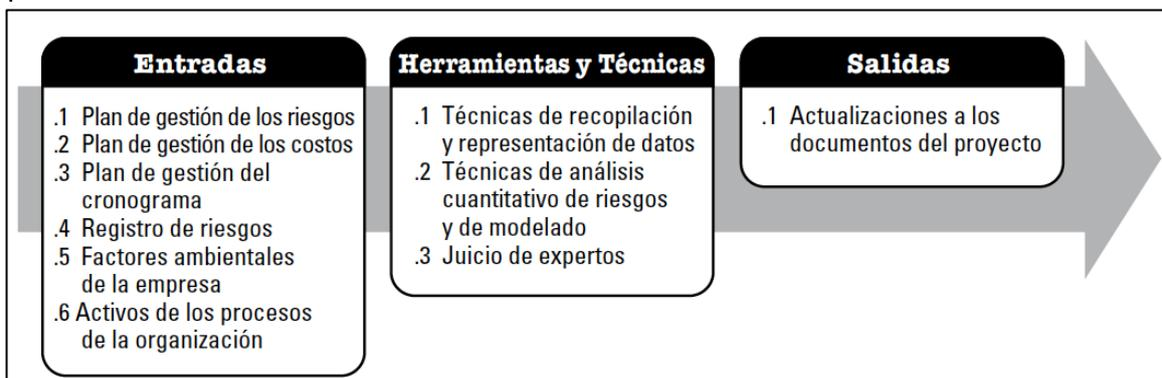 Entradas
.1 Plan de gestión de los riesgos
.2 Plan de gestión de los costos
.3 Plan de gestión del
cronograma
.4 Registro de riesgos
.5 Factores ambientales
de la empresa
.6 Activos de los procesos
de la organización
Herramientas y Técnicas
.1 Técnicas de recopilación
y representación de datos
.2 Técnicas de análisis
cuantitativo de riesgos
y de modelado
.3 Juicio de expertos
Salidas
.1 Actualizaciones a los
documentos del proyecto